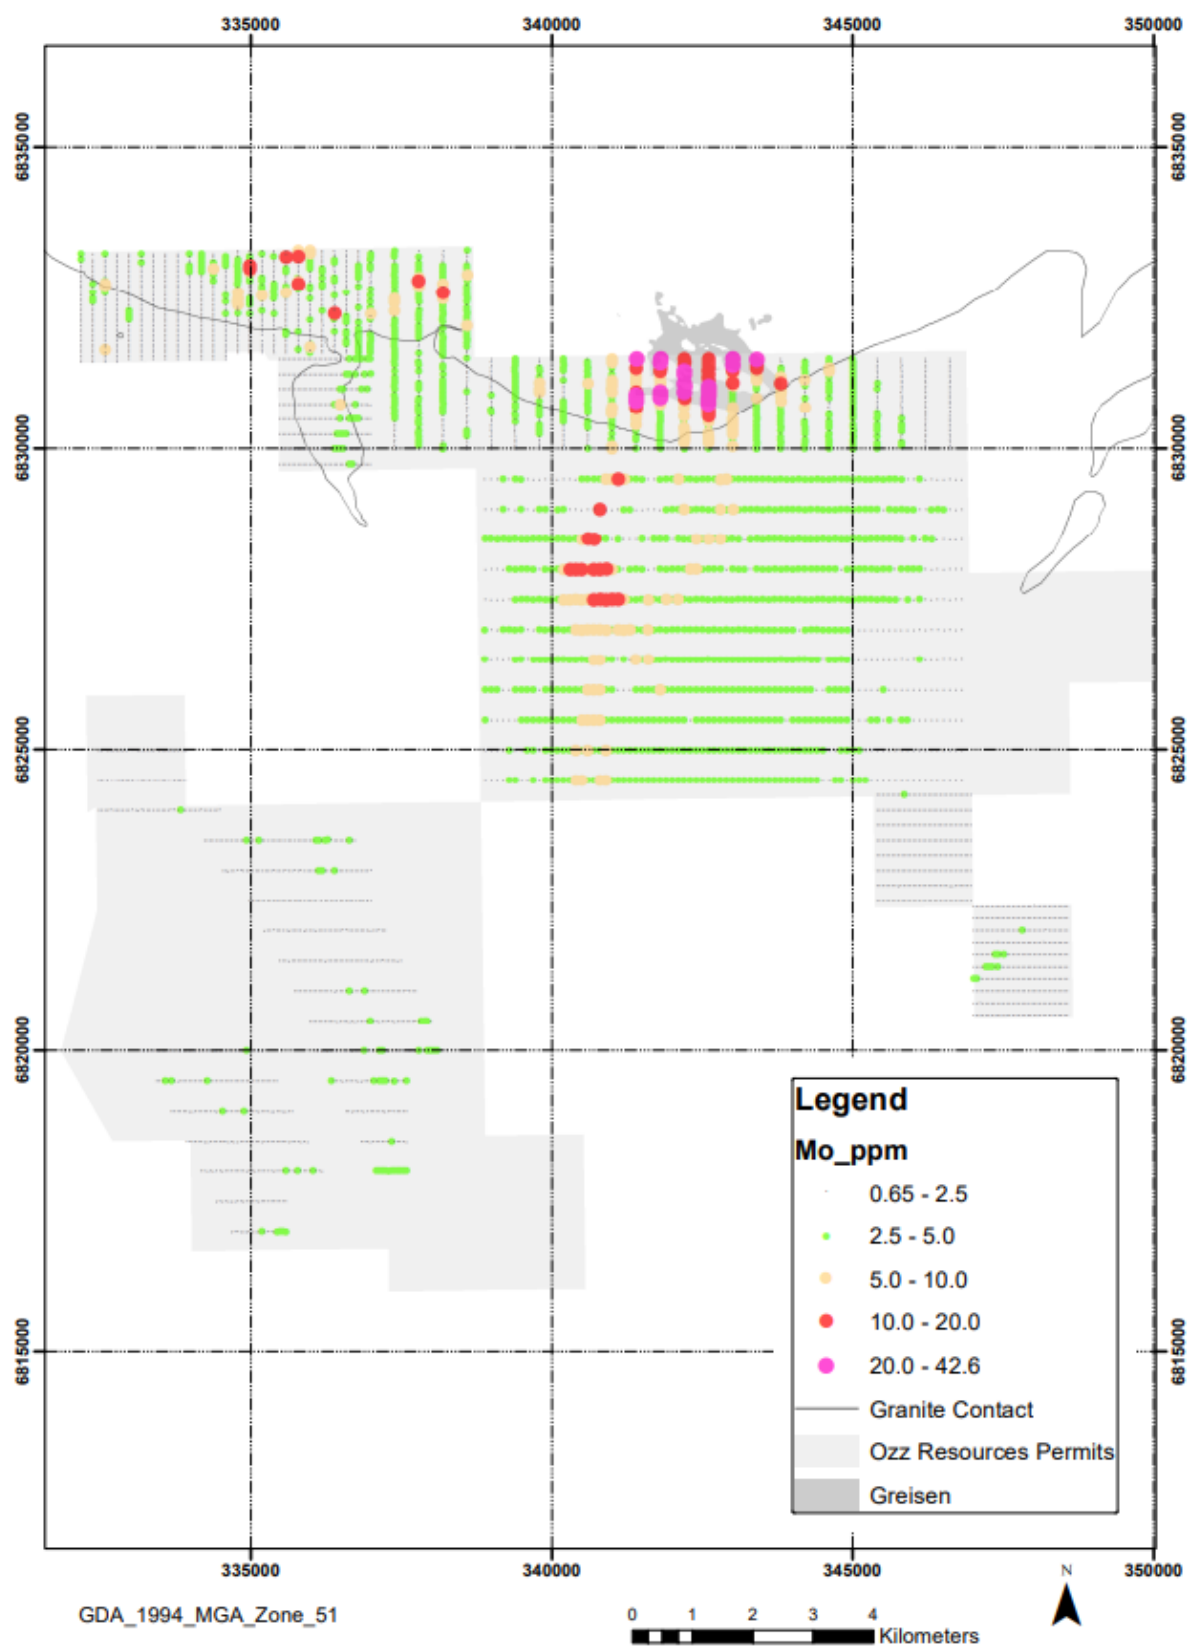 335000 340000 345000 350000
6835000 6835000
6830000 6830000
6825000 6825000
6820000 6820000
6815000 6815000
Legend
Mo_ppm
0.65 - 2.5
2.5 - 5.0
5.0 - 10.0
10.0 - 20.0
20.0 - 42.6
Granite Contact
Ozz Resources Permits
Greisen
335000 340000 345000 350000
N
GDA_1994_MGA_Zone_51
0 1 2 3 4
Kilometers